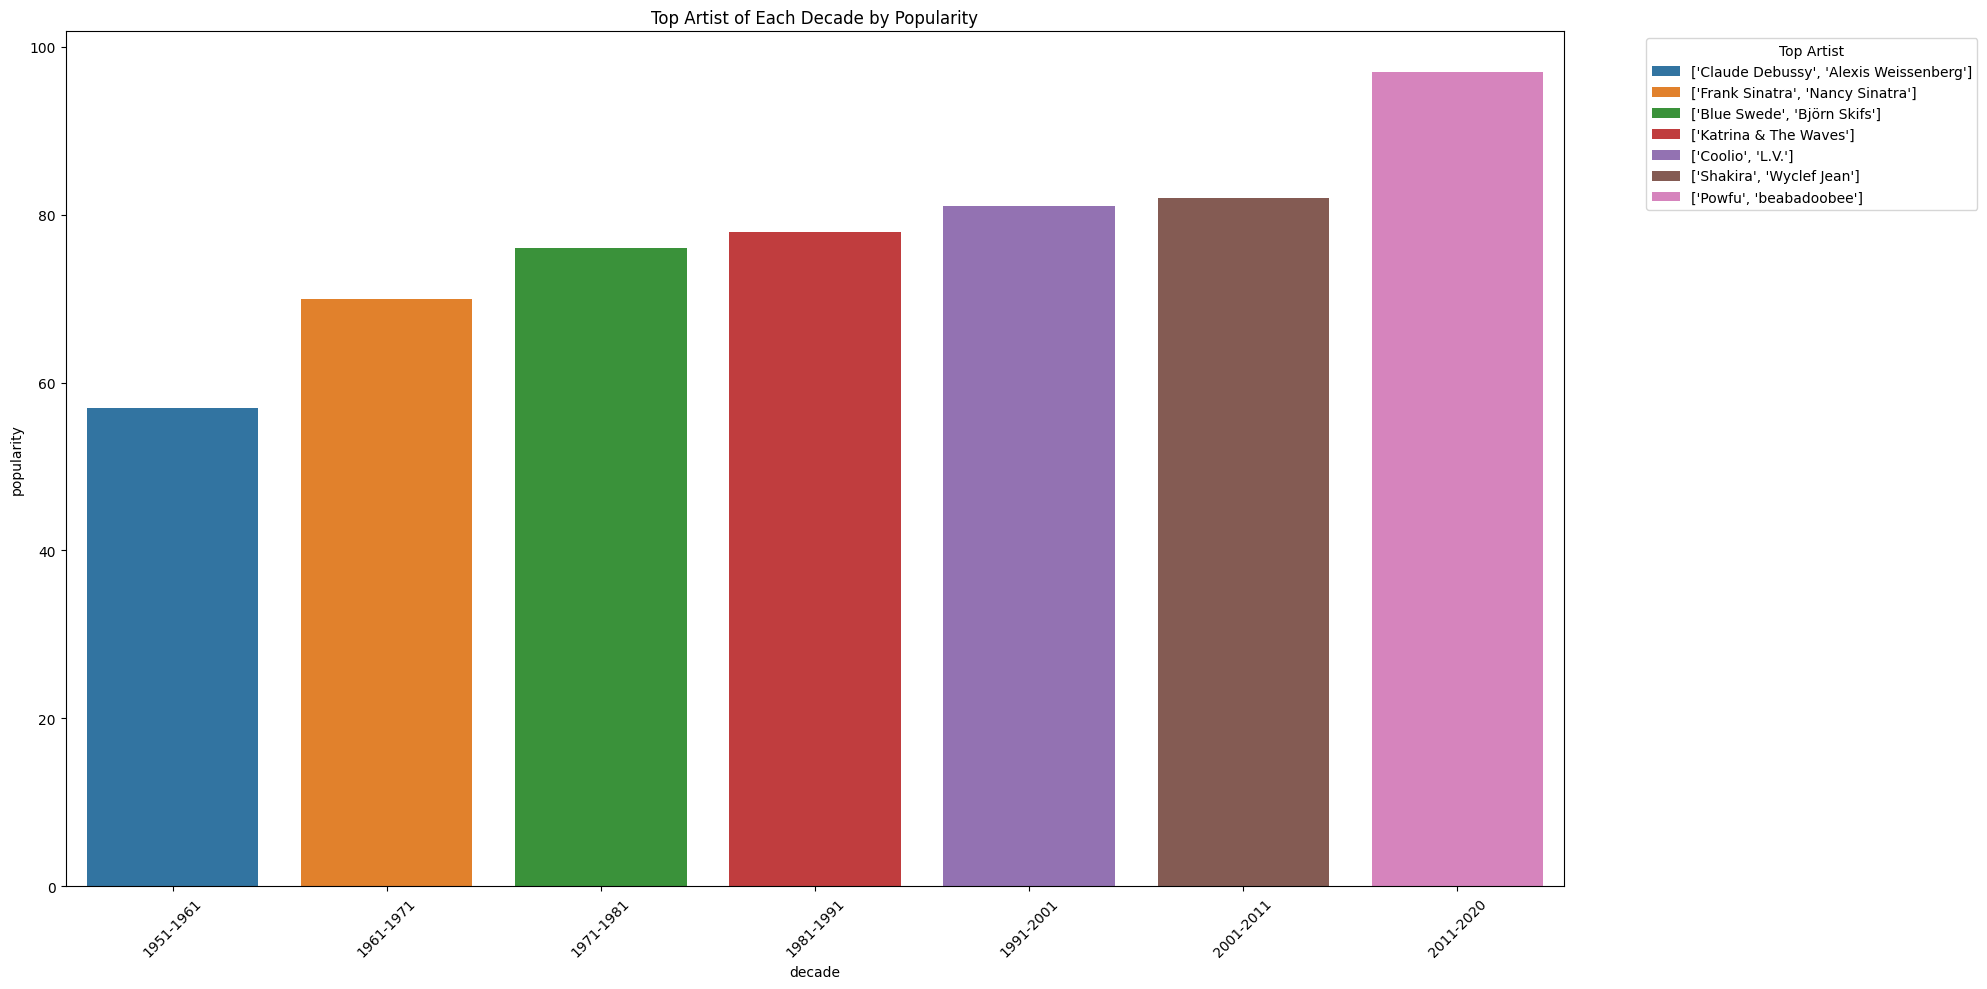 Top Artist of Each Decade by Popularity
100
80
60
40
20
0
popularity
1951-1961
1961-1971
1971-1981
1981-1991
1991-2001
2001-2011
2011-2020
decade
Top Artist
['Claude Debussy', 'Alexis Weissenberg']
['Frank Sinatra', 'Nancy Sinatra']
['Blue Swede', 'Björn Skifs']
['Katrina & The Waves']
['Coolio', 'L.V.']
['Shakira', 'Wyclef Jean']
['Powfu', 'beabadoobee']